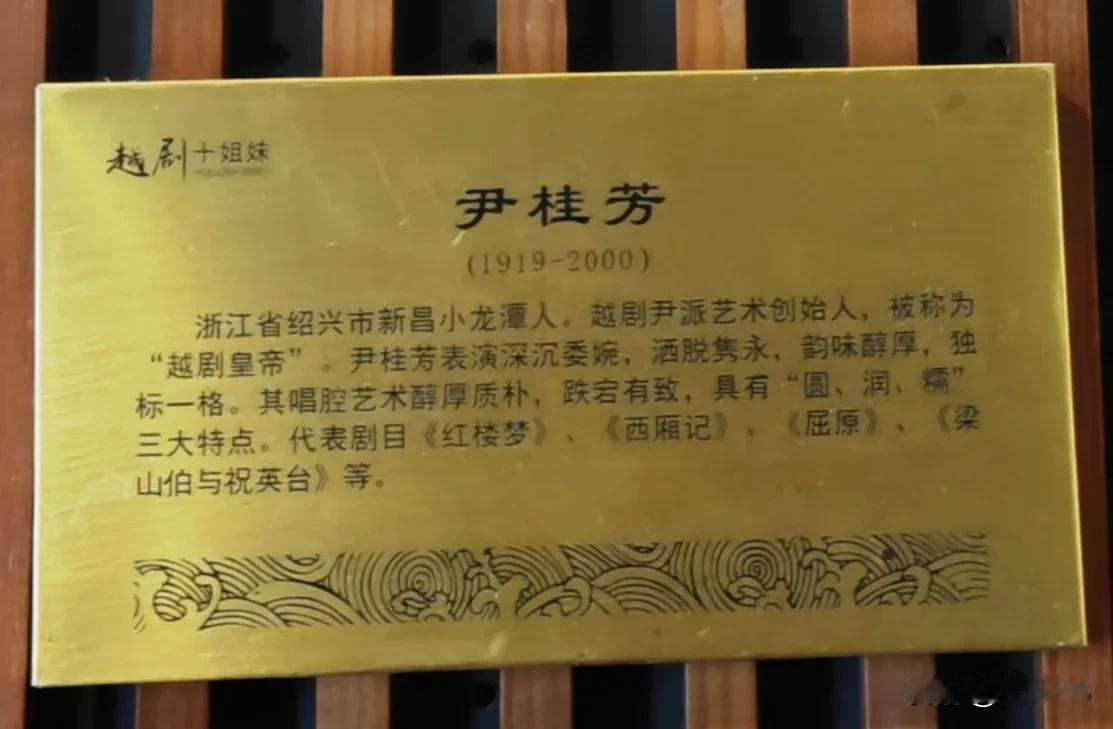 越剧十姐妹
尹桂芳
(1919-2000)
浙江省绍兴市新昌小龙潭人。越剧尹派艺术创始人，被称为
“越剧皇帝”。尹桂芳表演深沉委婉，洒脱隽永，韵味醇厚，独
标一格。其唱腔艺术醇厚质朴，跌宕有致，具有“圆、润、糯”
三大特点。代表剧目《红楼梦》、《西厢记》、《屈原》、《梁
山伯与祝英台》等。